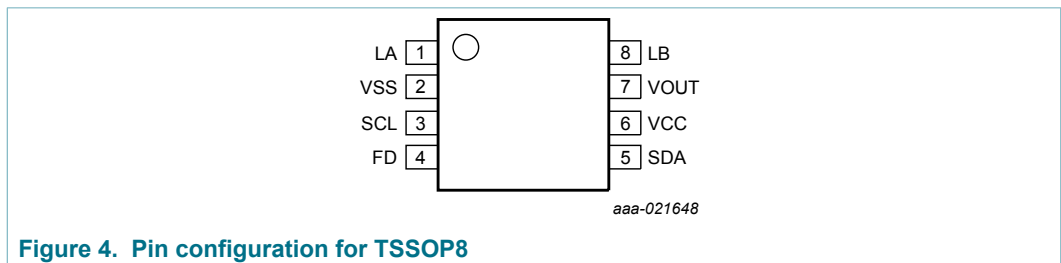 LA 1 8 LB
VSS 2 7 VOUT
SCL 3 6 VCC
FD 4 5 SDA
aaa-021648
Figure 4. Pin configuration for TSSOP8